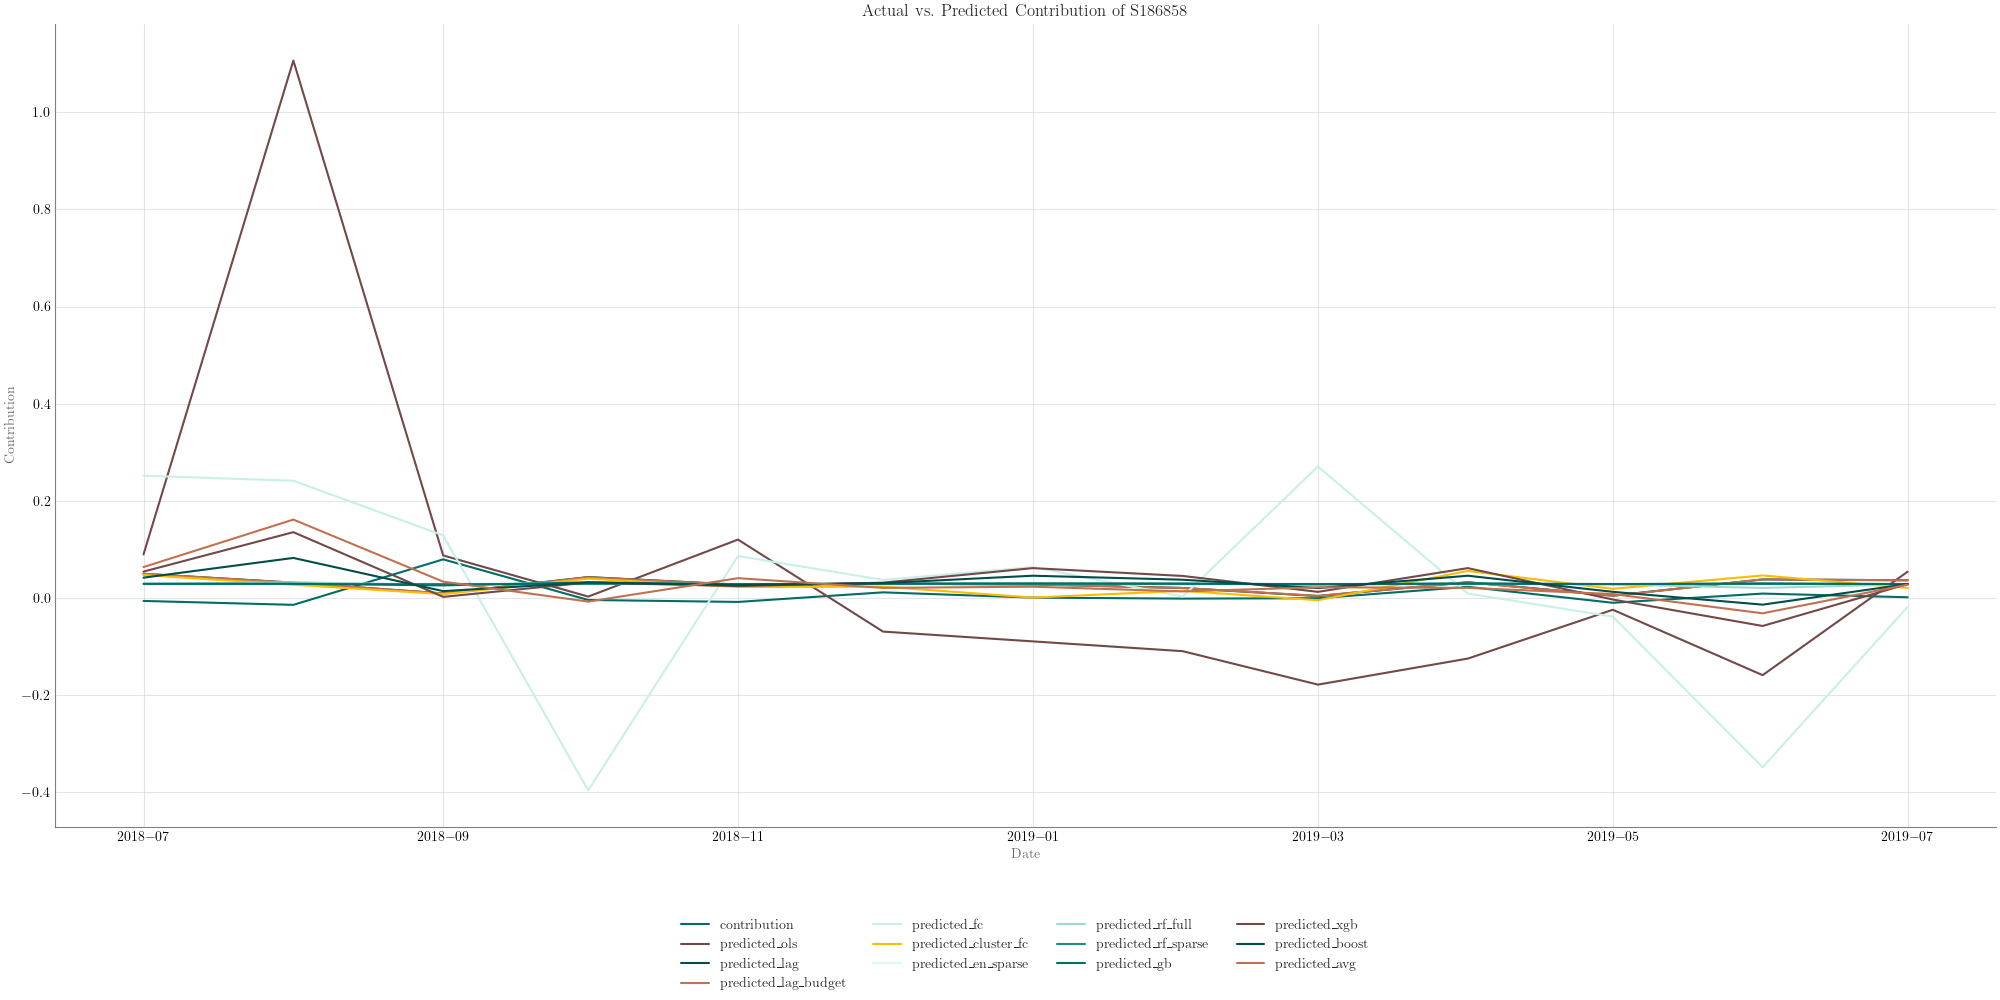 Actual vs. Predicted Contribution of S186858
1.0
0.8
0.6
0.4
0.2
0.0
−0.2
−0.4
Contribution
2018−07 2018−09 2018−11 2019−01 2019−03 2019−05 2019−07
Date
contribution predicted_fc predicted_rf_full predicted_xgb
predicted_ols predicted_cluster_fc predicted_rf_sparse predicted_boost
predicted_lag predicted_en_sparse predicted_gb predicted_avg
predicted_lag_budget